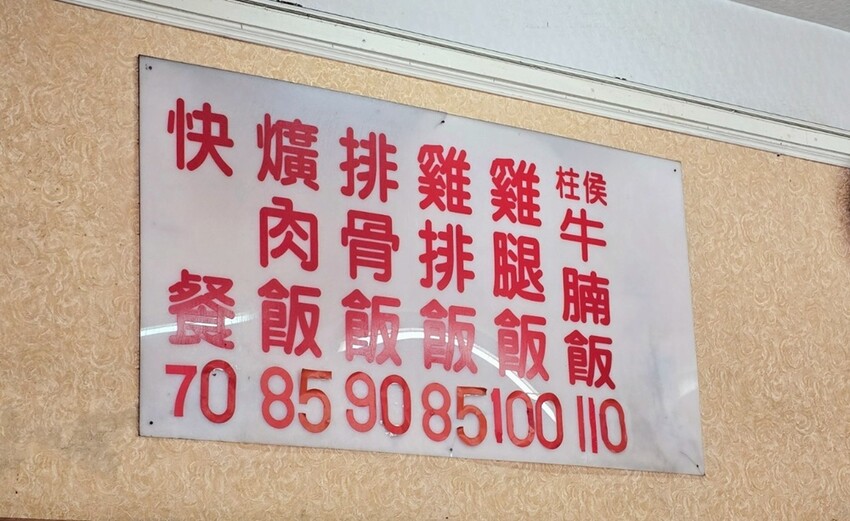 柱侯牛腩飯 110
雞腿飯 100
雞排飯 85
排骨飯 90
爌肉飯 85
快餐 70